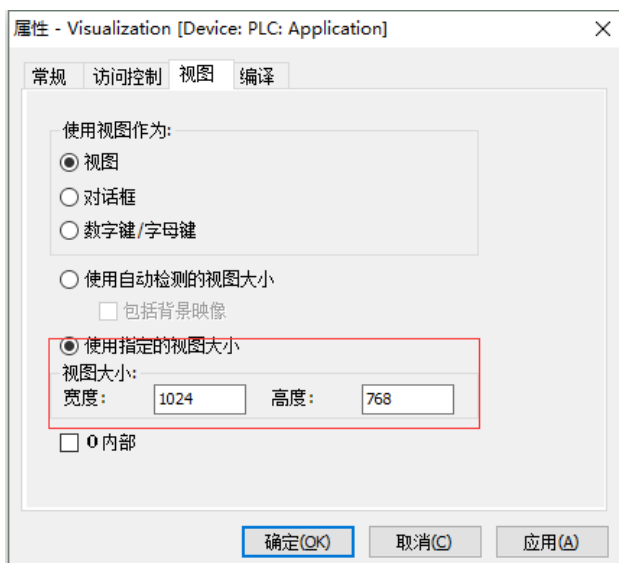 属性 - Visualization [Device: PLC: Application]
常规 访问控制 视图 编译
使用视图作为:
视图
对话框
数字键/字母键
使用自动检测的视图大小
包括背景映像
使用指定的视图大小
视图大小:
宽度: 1024 高度: 768
O内部
确定(OK) 取消(C) 应用(A)